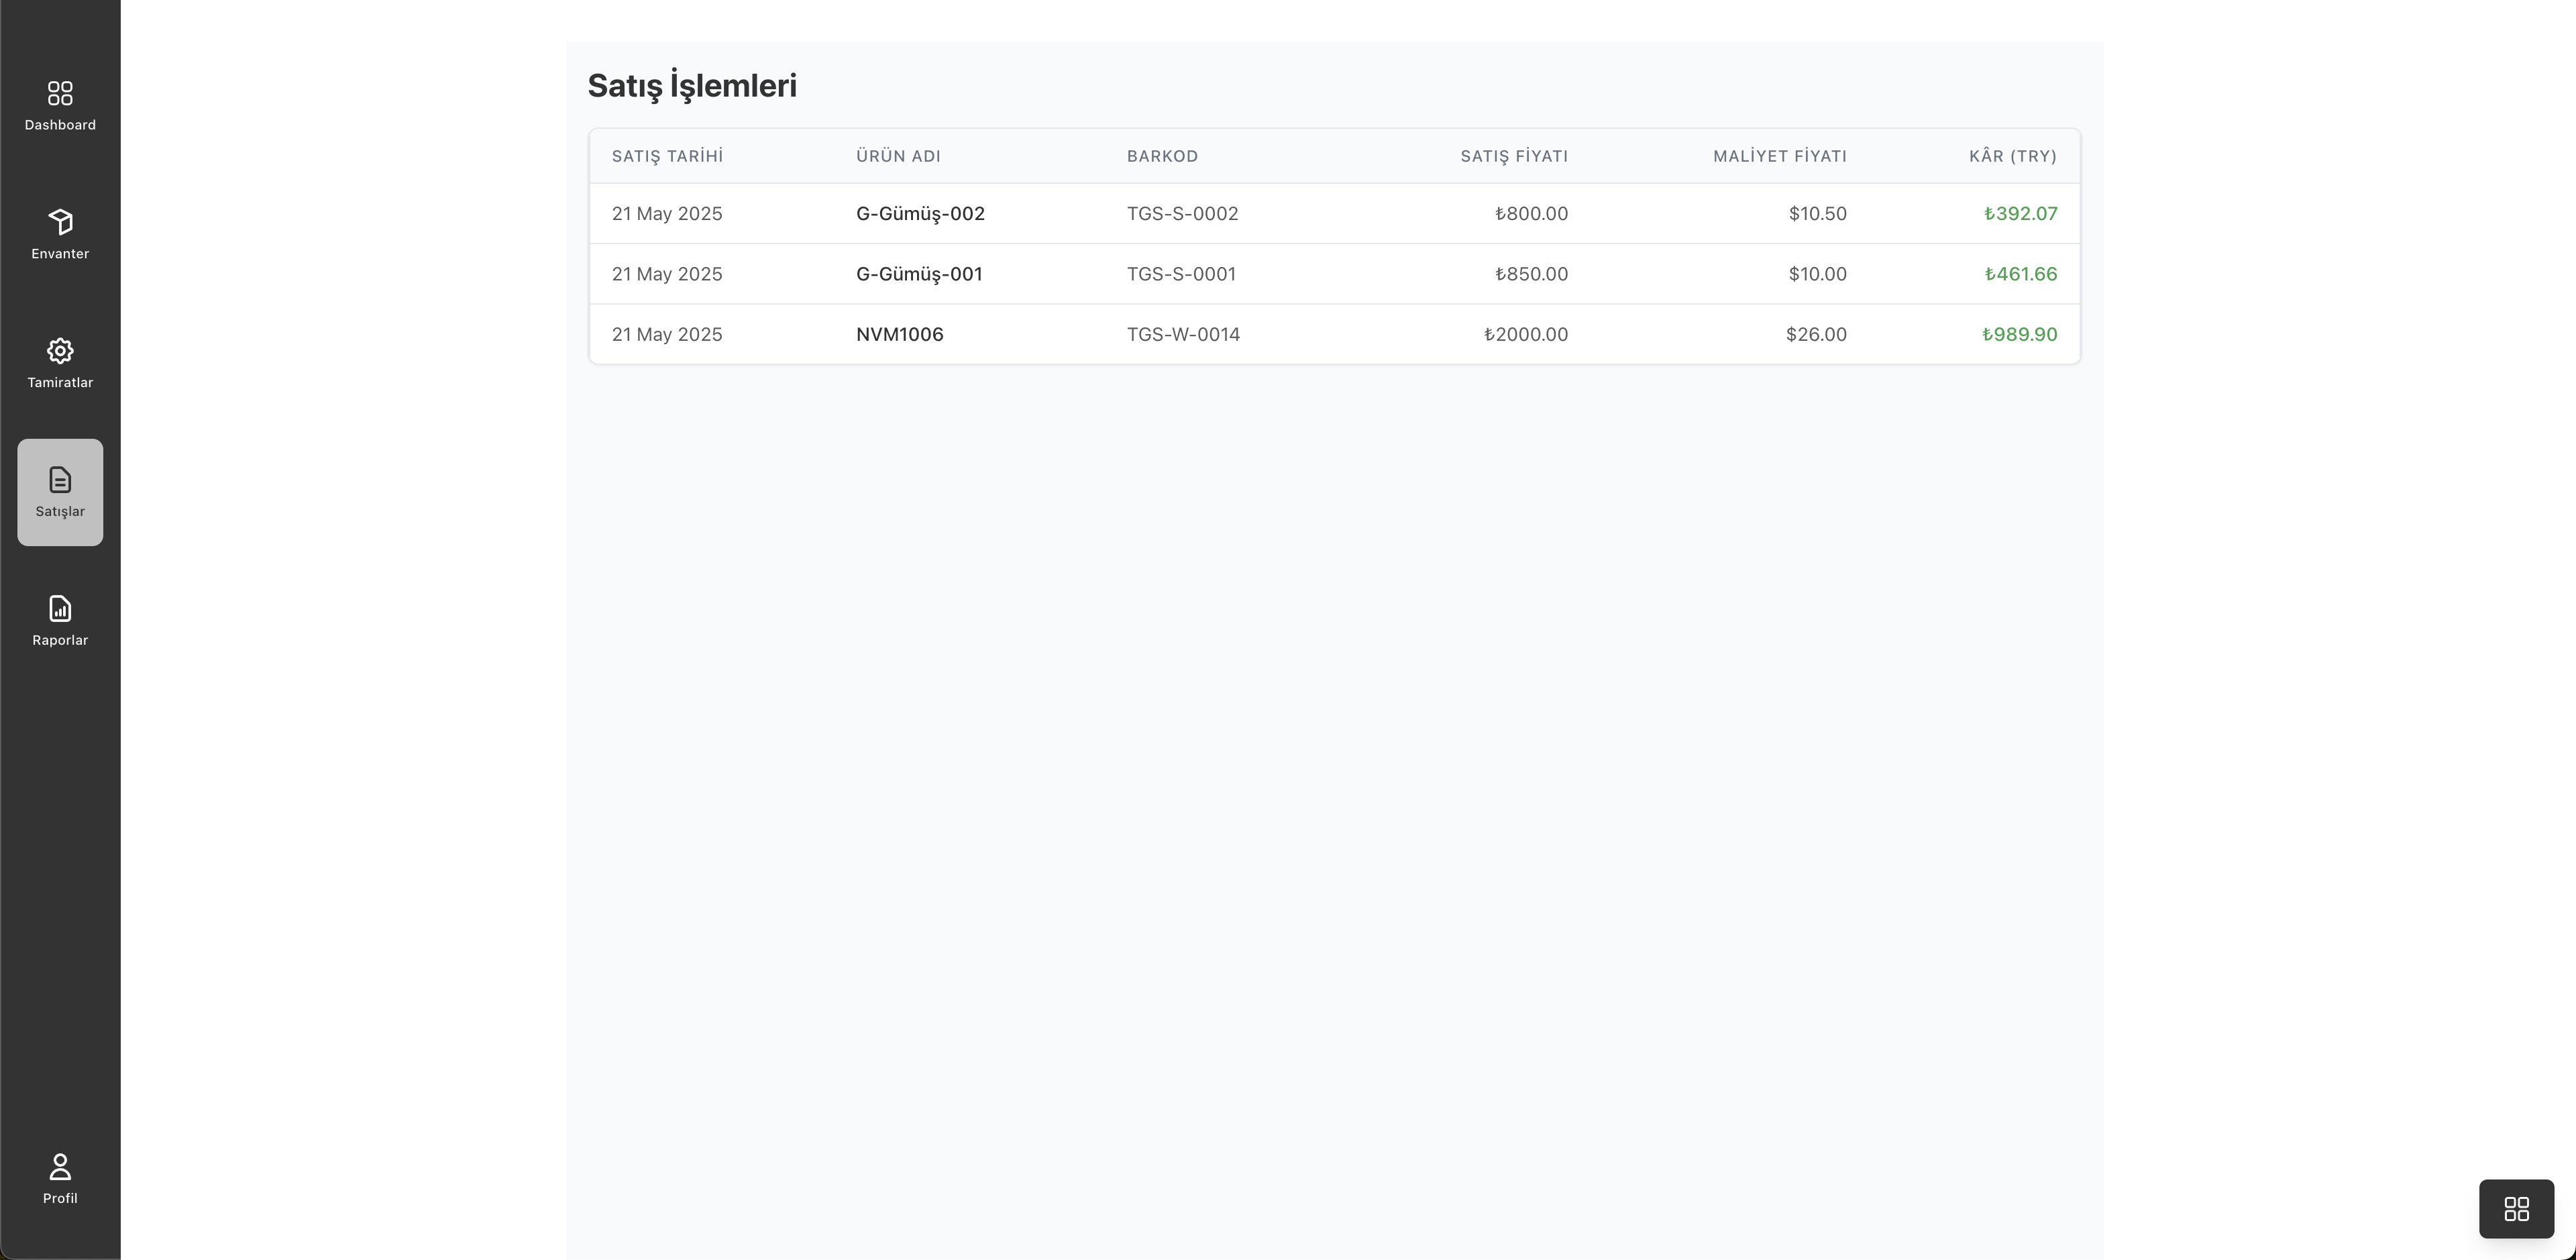 Dashboard
Envanter
Tamiratlar
Satışlar
Raporlar
Profil
Satış İşlemleri
SATIŞ TARİHİ ÜRÜN ADI BARKOD SATIŞ FİYATI MALİYET FİYATI KÂR (TRY)
21 May 2025 G-Gümüş-002 TGS-S-0002 ₺800.00 $10.50 ₺392.07
21 May 2025 G-Gümüş-001 TGS-S-0001 ₺850.00 $10.00 ₺461.66
21 May 2025 NVM1006 TGS-W-0014 ₺2000.00 $26.00 ₺989.90